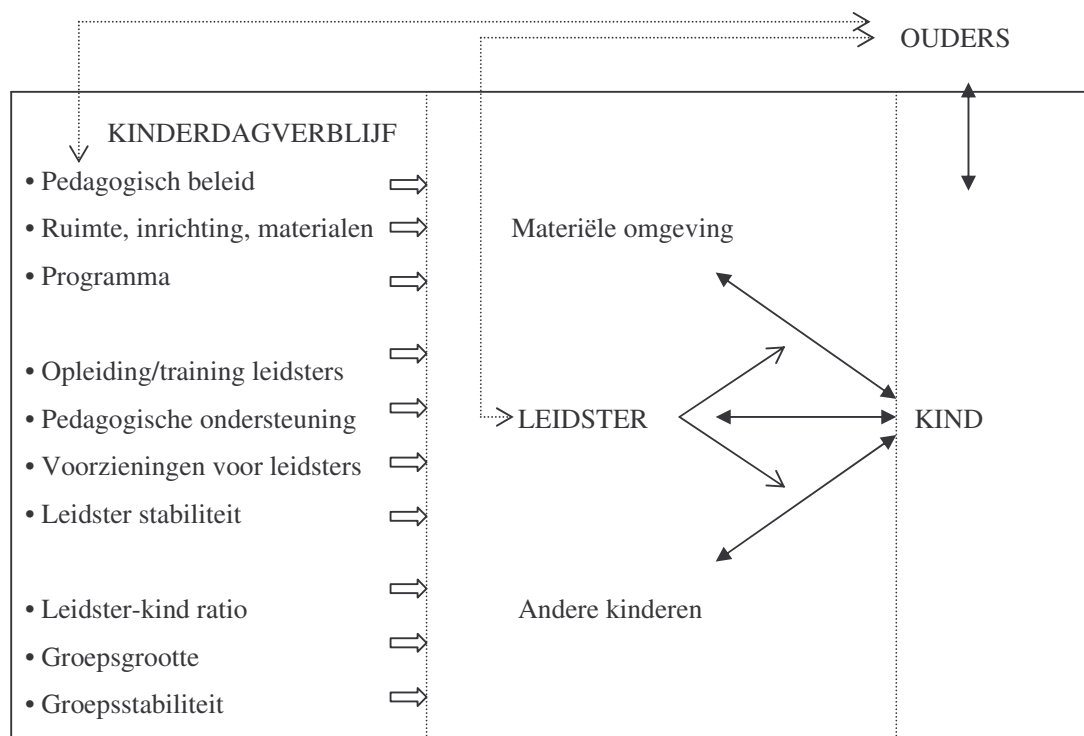 OUDERS
KINDERDAGVERBLIJF
• Pedagogisch beleid
• Ruimte, inrichting, materialen
• Programma
• Opleiding/training leidsters
• Pedagogische ondersteuning
• Voorzieningen voor leidsters
• Leidster stabiliteit
• Leidster-kind ratio
• Groepsgrootte
• Groepsstabiliteit
Materiële omgeving
LEIDSTER
Andere kinderen
KIND